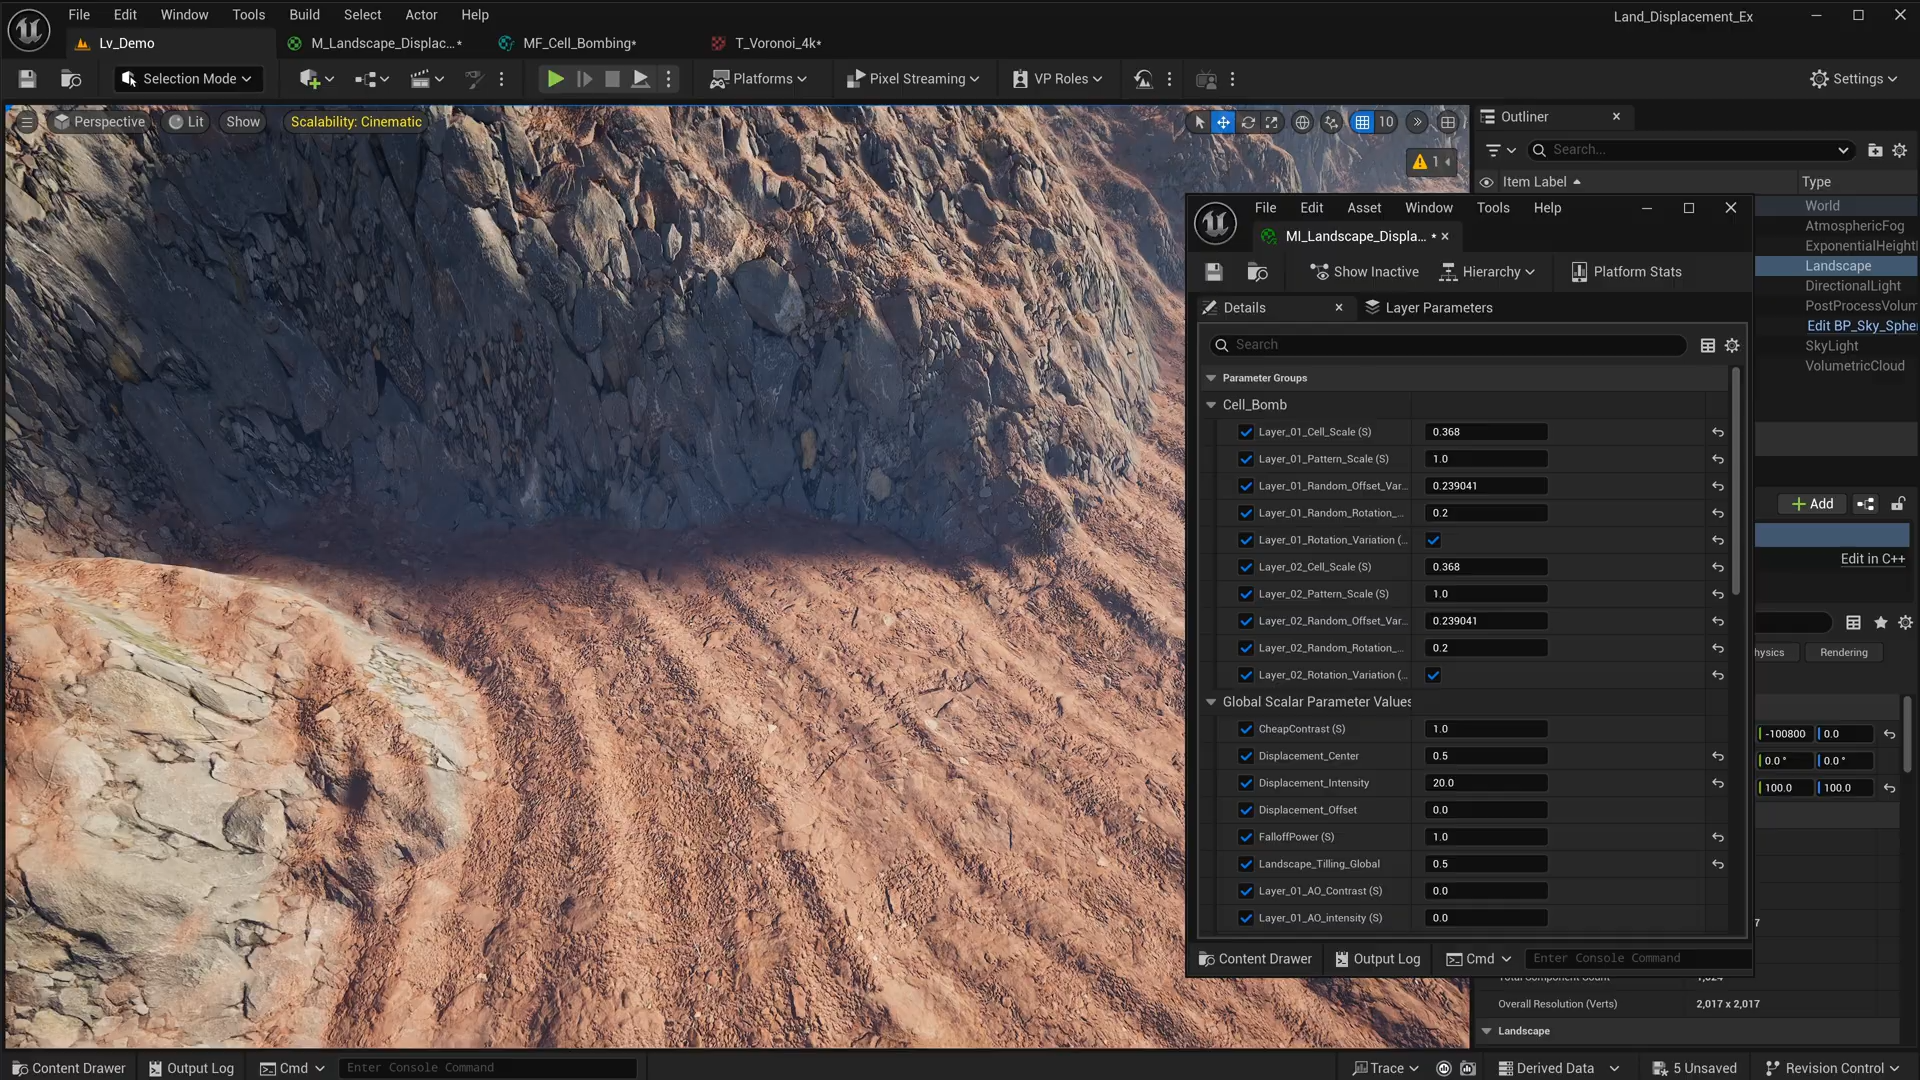 File Edit Window Tools Build Select Actor Help
Land_Displacement_Ex
Lv_Demo
M_Landscape_Displac...*
MF_Cell_Bombing*
T_Voronoi_4k*
Selection Mode
Platforms
Pixel Streaming
VP Roles
Settings
Perspective
Lit
Show
Scalability: Cinematic
10
1
Outliner
Search...
Item Label
Type
World
AtmosphericFog
ExponentialHeight
Landscape
DirectionalLight
PostProcessVolum
Edit BP_Sky_Sphe
SkyLight
VolumetricCloud
File Edit Asset Window Tools Help
MI_Landscape_Displa... *
Show Inactive
Hierarchy
Platform Stats
Details
Layer Parameters
Search
Parameter Groups
Cell_Bomb
Layer_01_Cell_Scale (S) 0.368
Layer_01_Pattern_Scale (S) 1.0
Layer_01_Random_Offset_Var... 0.239041
Layer_01_Random_Rotation_... 0.2
Layer_01_Rotation_Variation (...
Layer_02_Cell_Scale (S) 0.368
Layer_02_Pattern_Scale (S) 1.0
Layer_02_Random_Offset_Var... 0.239041
Layer_02_Random_Rotation_... 0.2
Layer_02_Rotation_Variation (...
Global Scalar Parameter Values
CheapContrast (S) 1.0
Displacement_Center 0.5
Displacement_Intensity 20.0
Displacement_Offset 0.0
FalloffPower (S) 1.0
Landscape_Tilling_Global 0.5
Layer_01_AO_Contrast (S) 0.0
Layer_01_AO_intensity (S) 0.0
Content Drawer
Output Log
Cmd
Enter Console Command
Add
Edit in C++
hysics
Rendering
-100800 0.0
0.0 ° 0.0 °
100.0 100.0
7
Overall Resolution (Verts) 2,017 x 2,017
Landscape
Content Drawer
Output Log
Cmd
Enter Console Command
Trace
Derived Data
5 Unsaved
Revision Control